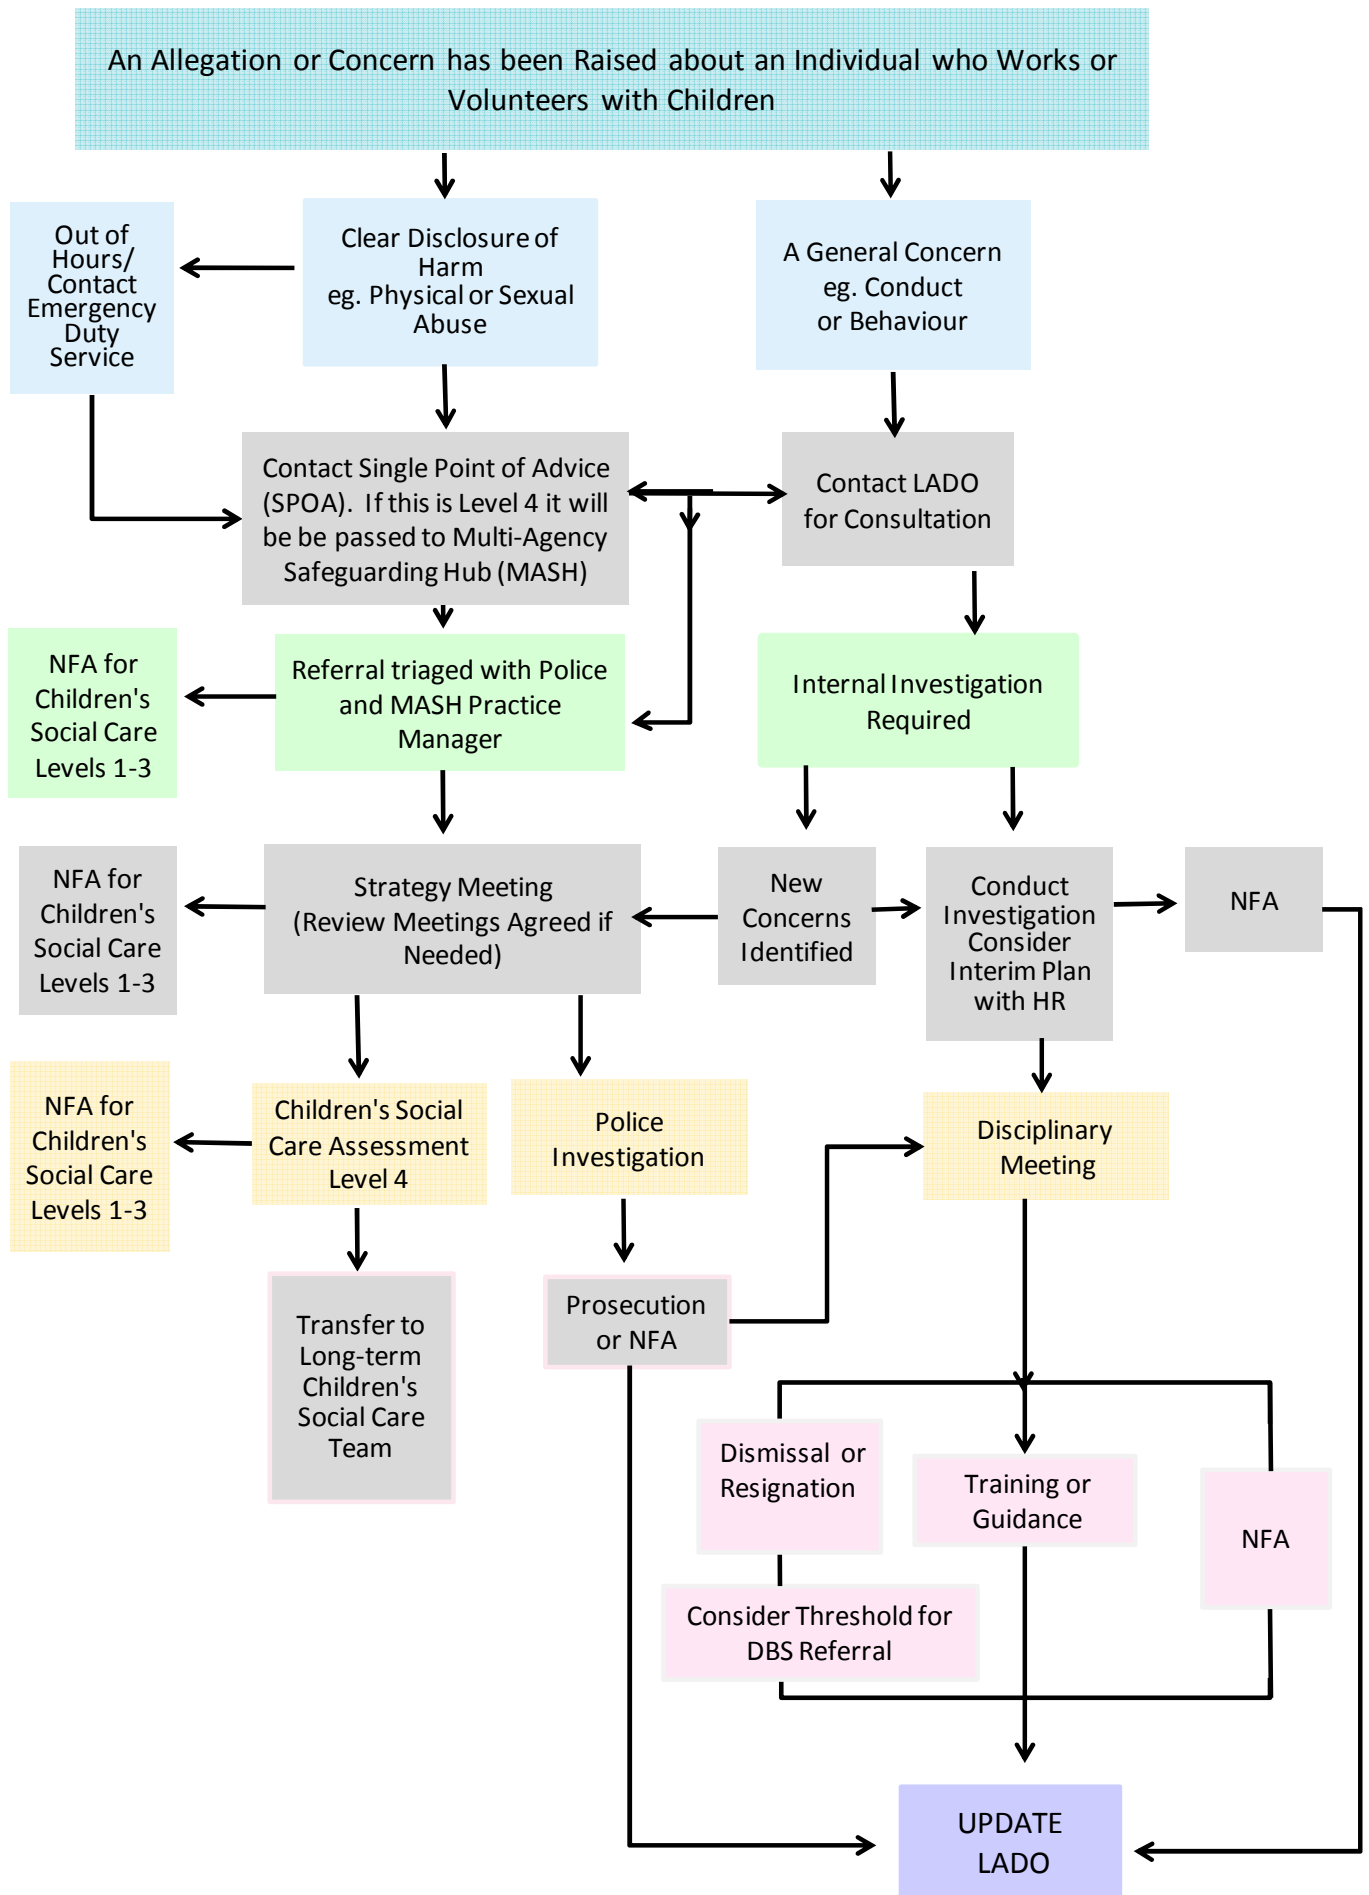 An Allegation or Concern has been Raised about an Individual who Works or
Volunteers with Children
Out of
Hours/
Contact
Emergency
Duty
Service
Clear Disclosure of
Harm
eg. Physical or Sexual
Abuse
A General Concern
eg. Conduct
or Behaviour
Contact Single Point of Advice
(SPOA). If this is Level 4 it will
be be passed to Multi-Agency
Safeguarding Hub (MASH)
Contact LADO
for Consultation
NFA for
Children's
Social Care
Levels 1-3
Referral triaged with Police
and MASH Practice
Manager
Internal Investigation
Required
NFA for
Children's
Social Care
Levels 1-3
Strategy Meeting
(Review Meetings Agreed if
Needed)
New
Concerns
Identified
Conduct
Investigation
Consider
Interim Plan
with HR
NFA
NFA for
Children's
Social Care
Levels 1-3
Children's Social
Care Assessment
Level 4
Police
Investigation
Disciplinary
Meeting
Transfer to
Long-term
Children's
Social Care
Team
Prosecution
or NFA
Dismissal or
Resignation
Training or
Guidance
NFA
Consider Threshold for
DBS Referral
UPDATE
LADO